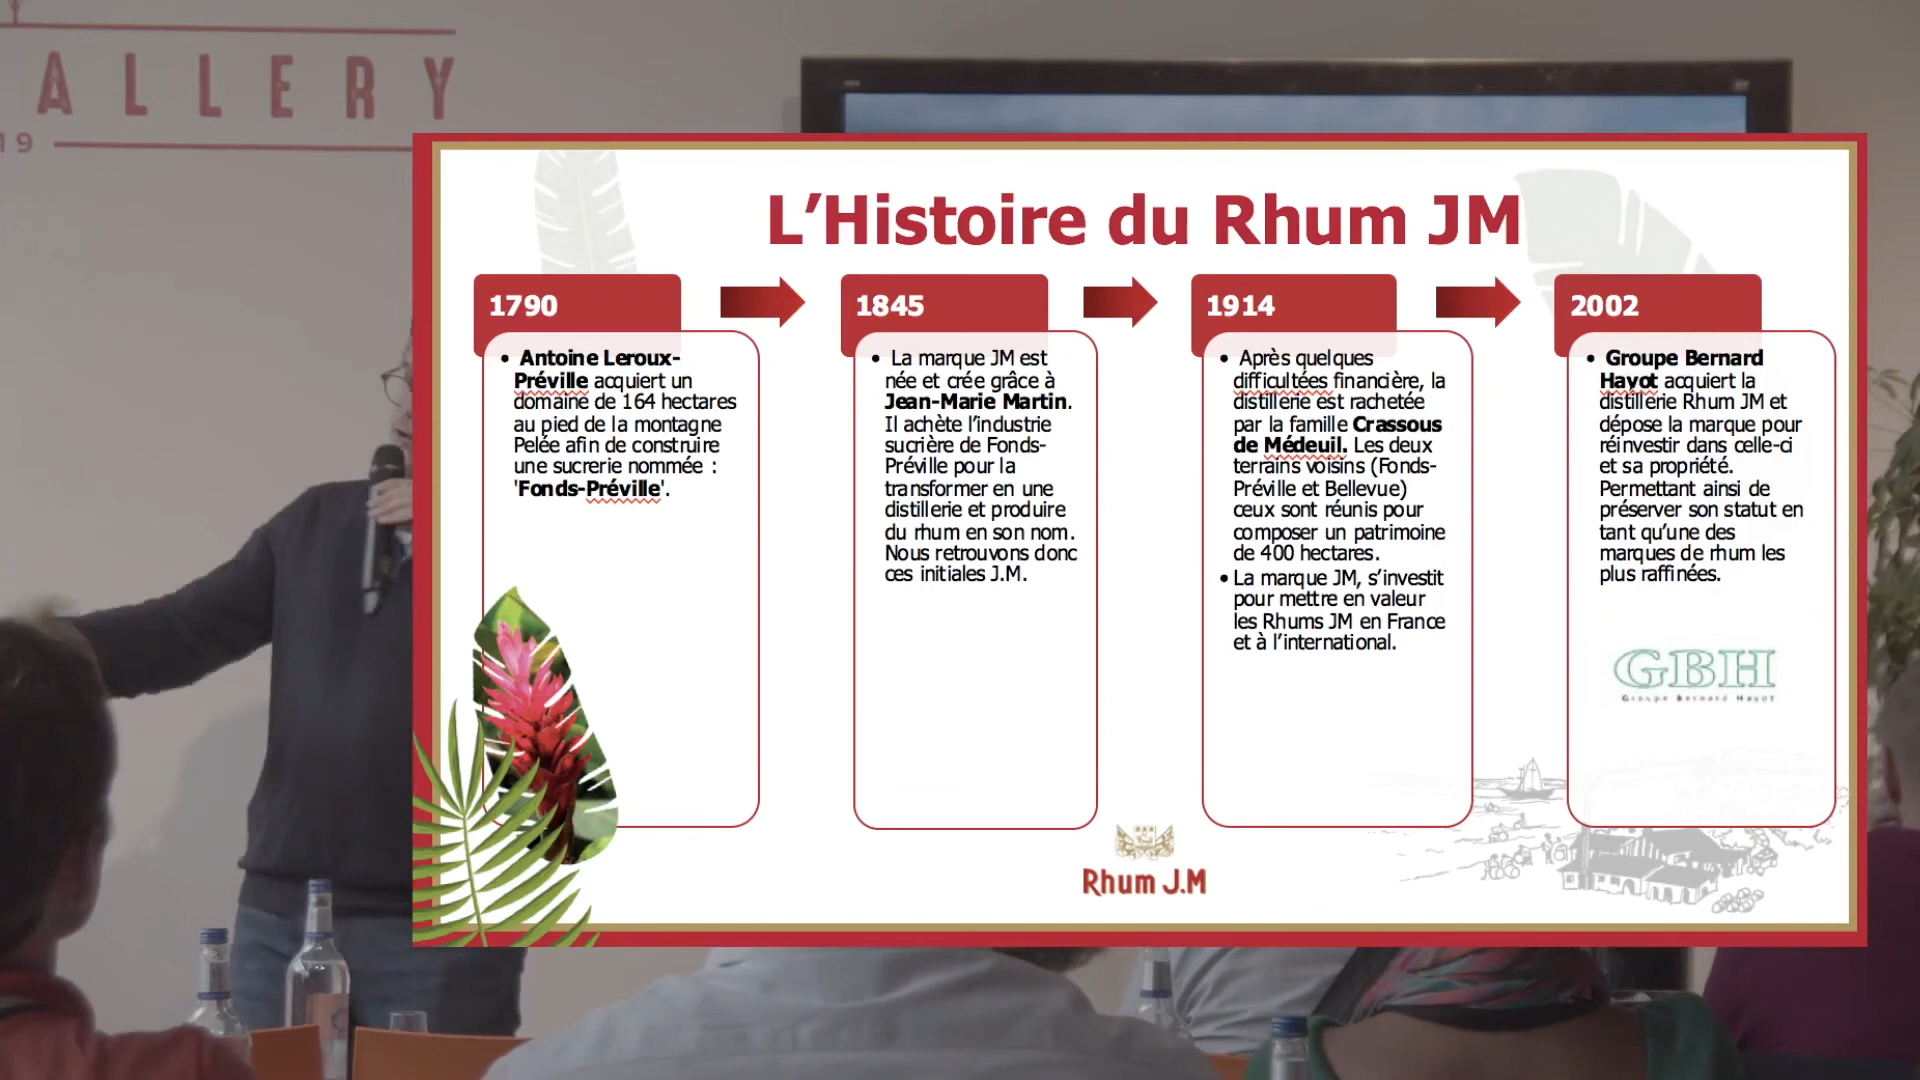 ALLERY
19
L'Histoire du Rhum JM
1790
Antoine Leroux-
Préville acquiert un
domaine de 164 hectares
au pied de la montagne
Pelée afin de construire
une sucrerie nommée :
'Fonds-Préville'.
1845
La marque JM est
née et crée grâce à
Jean-Marie Martin.
Il achète l'industrie
sucrière de Fonds-
Préville pour la
transformer en une
distillerie et produire
du rhum en son nom.
Nous retrouvons donc
ces initiales J.M.
1914
Après quelques
difficultées financière, la
distillerie est rachetée
par la famille Crassous
de Médeuil. Les deux
terrains voisins (Fonds-
Préville et Bellevue)
ceux sont réunis pour
composer un patrimoine
de 400 hectares.
La marque JM, s'investit
pour mettre en valeur
les Rhums JM en France
et à l'international.
2002
Groupe Bernard
Hayot acquiert la
distillerie Rhum JM et
dépose la marque pour
réinvestir dans celle-ci
et sa propriété.
Permettant ainsi de
préserver son statut en
tant qu'une des
marques de rhum les
plus raffinées.
GBH
Groupe Bernard Hayot
Rhum J.M